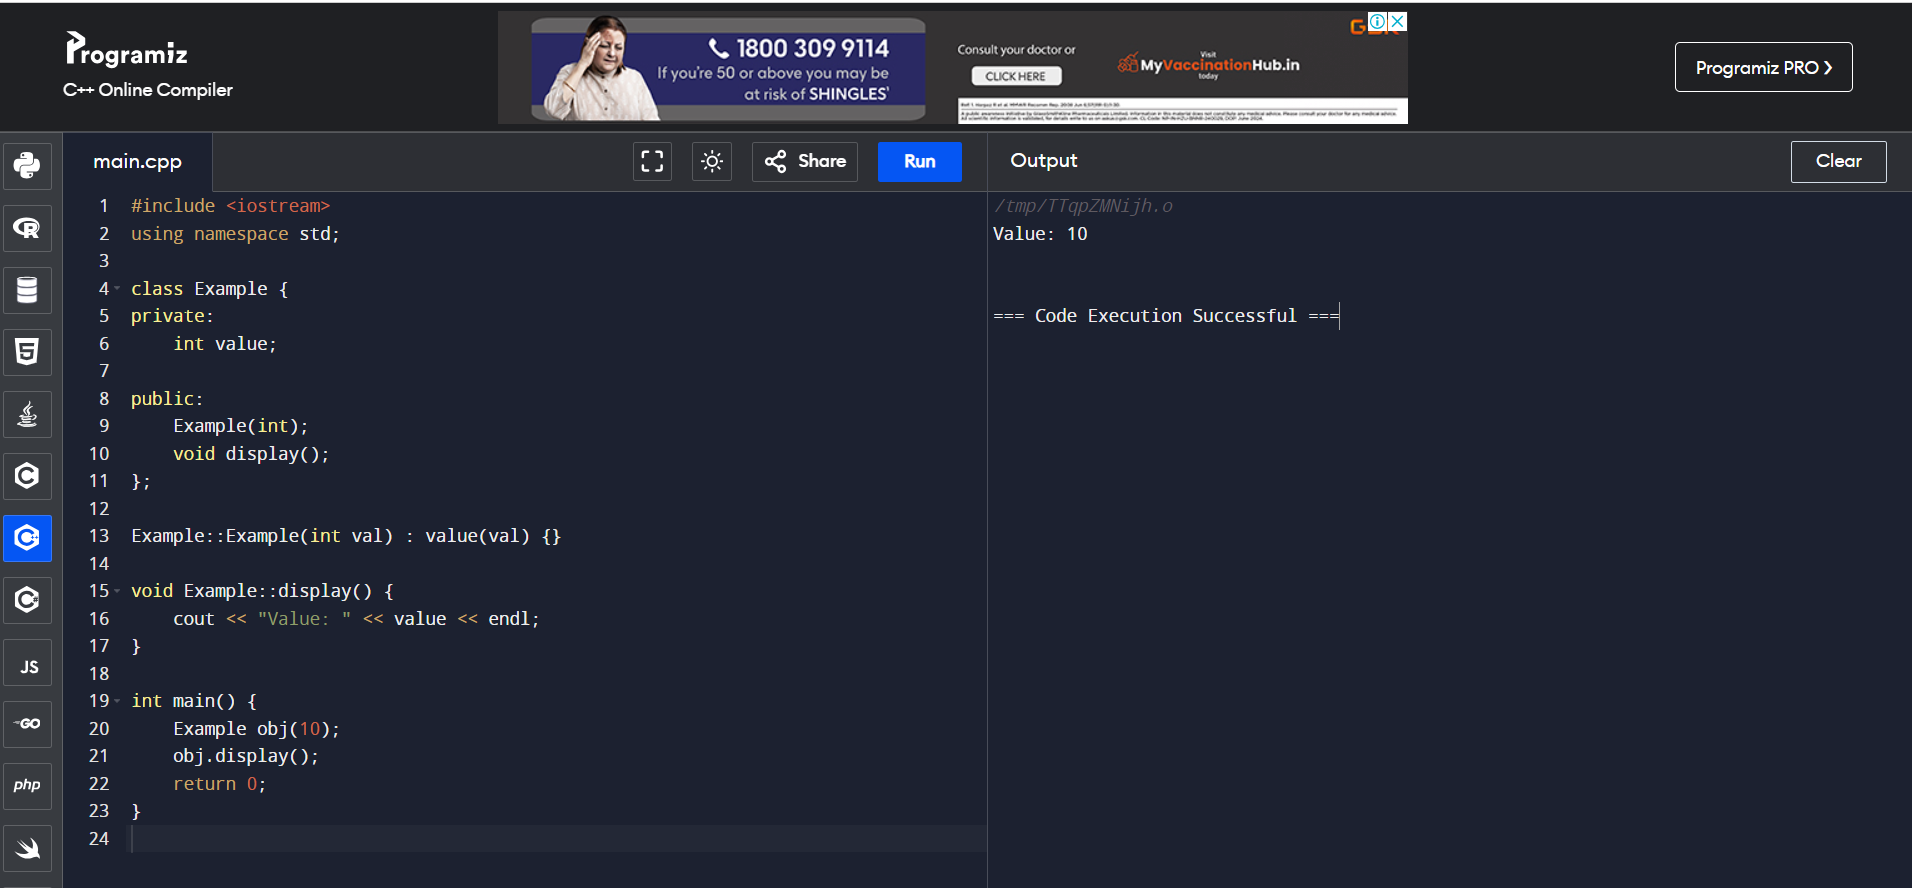 Programiz
C++ Online Compiler
1800 309 9114
If you're 50 or above you may be
at risk of SHINGLES'
Consult your doctor or
CLICK HERE
Visit
MyVaccinationHub.in
today
Programiz PRO ❯
main.cpp
Share
Run
Output
Clear
1 #include <iostream>
2 using namespace std;
3
4 class Example {
5 private:
6     int value;
7
8 public:
9     Example(int);
10     void display();
11 };
12
13 Example::Example(int val) : value(val) {}
14
15 void Example::display() {
16     cout << "Value: " << value << endl;
17 }
18
19 int main() {
20     Example obj(10);
21     obj.display();
22     return 0;
23 }
24
/tmp/TTqpZMNijh.o
Value: 10
=== Code Execution Successful ===
R
5
C
C++
C#
JS
GO
php